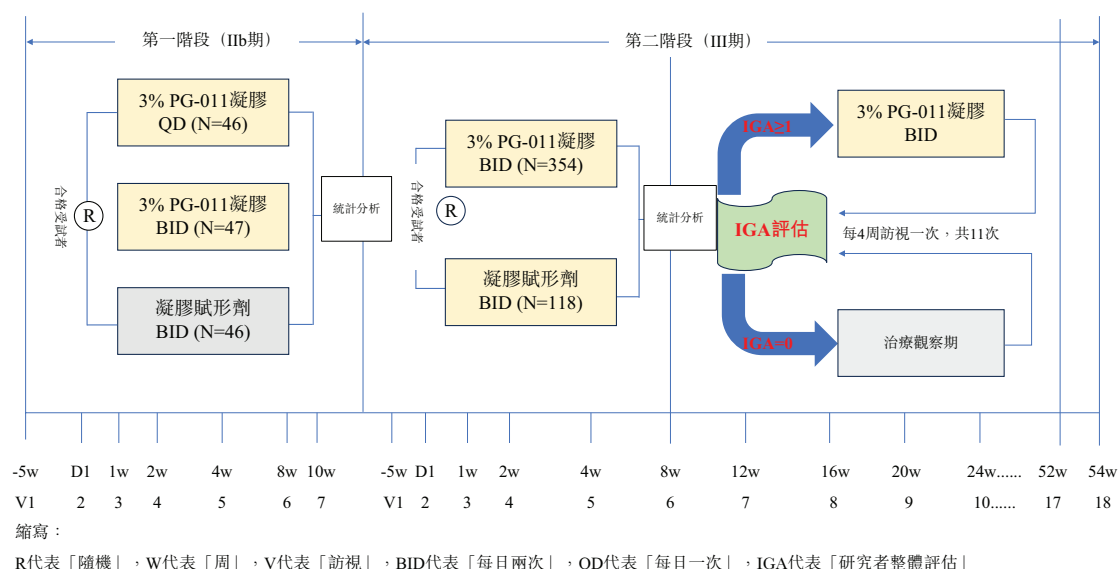 第一階段（IIb期）
第二階段（III期）
3% PG-011凝膠
QD (N=46)
合格受試者
R
3% PG-011凝膠
BID (N=47)
凝膠賦形劑
BID (N=46)
統計分析
3% PG-011凝膠
BID (N=354)
合格受試者
R
凝膠賦形劑
BID (N=118)
統計分析
IGA≥1
3% PG-011凝膠
BID
IGA評估
每4周訪視一次，共11次
IGA=0
治療觀察期
-5w D1 1w 2w 4w 8w 10w -5w D1 1w 2w 4w 8w 12w 16w 20w 24w...... 52w 54w
V1 2 3 4 5 6 7 V1 2 3 4 5 6 7 8 9 10...... 17 18
縮寫：
R代表「隨機」，W代表「周」，V代表「訪視」，BID代表「每日兩次」，QD代表「每日一次」，IGA代表「研究者整體評估」